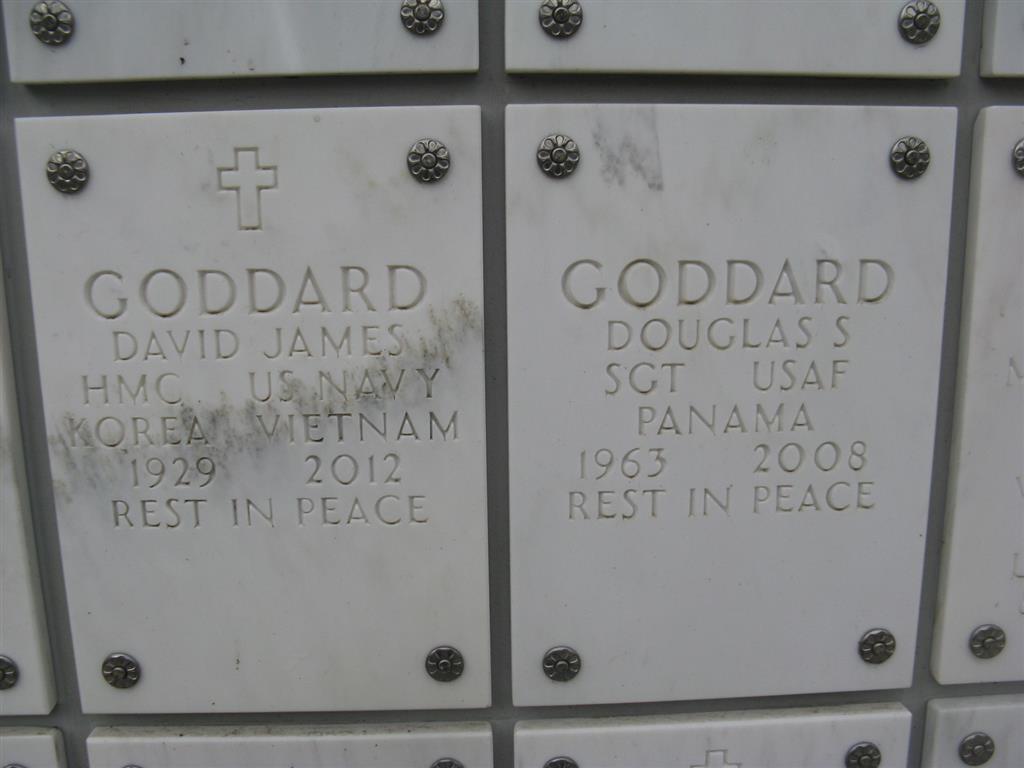 GODDARD
DAVID JAMES
HMC US NAVY
KOREA VIETNAM
1929 2012
REST IN PEACE
GODDARD
DOUGLAS S
SGT USAF
PANAMA
1963 2008
REST IN PEACE